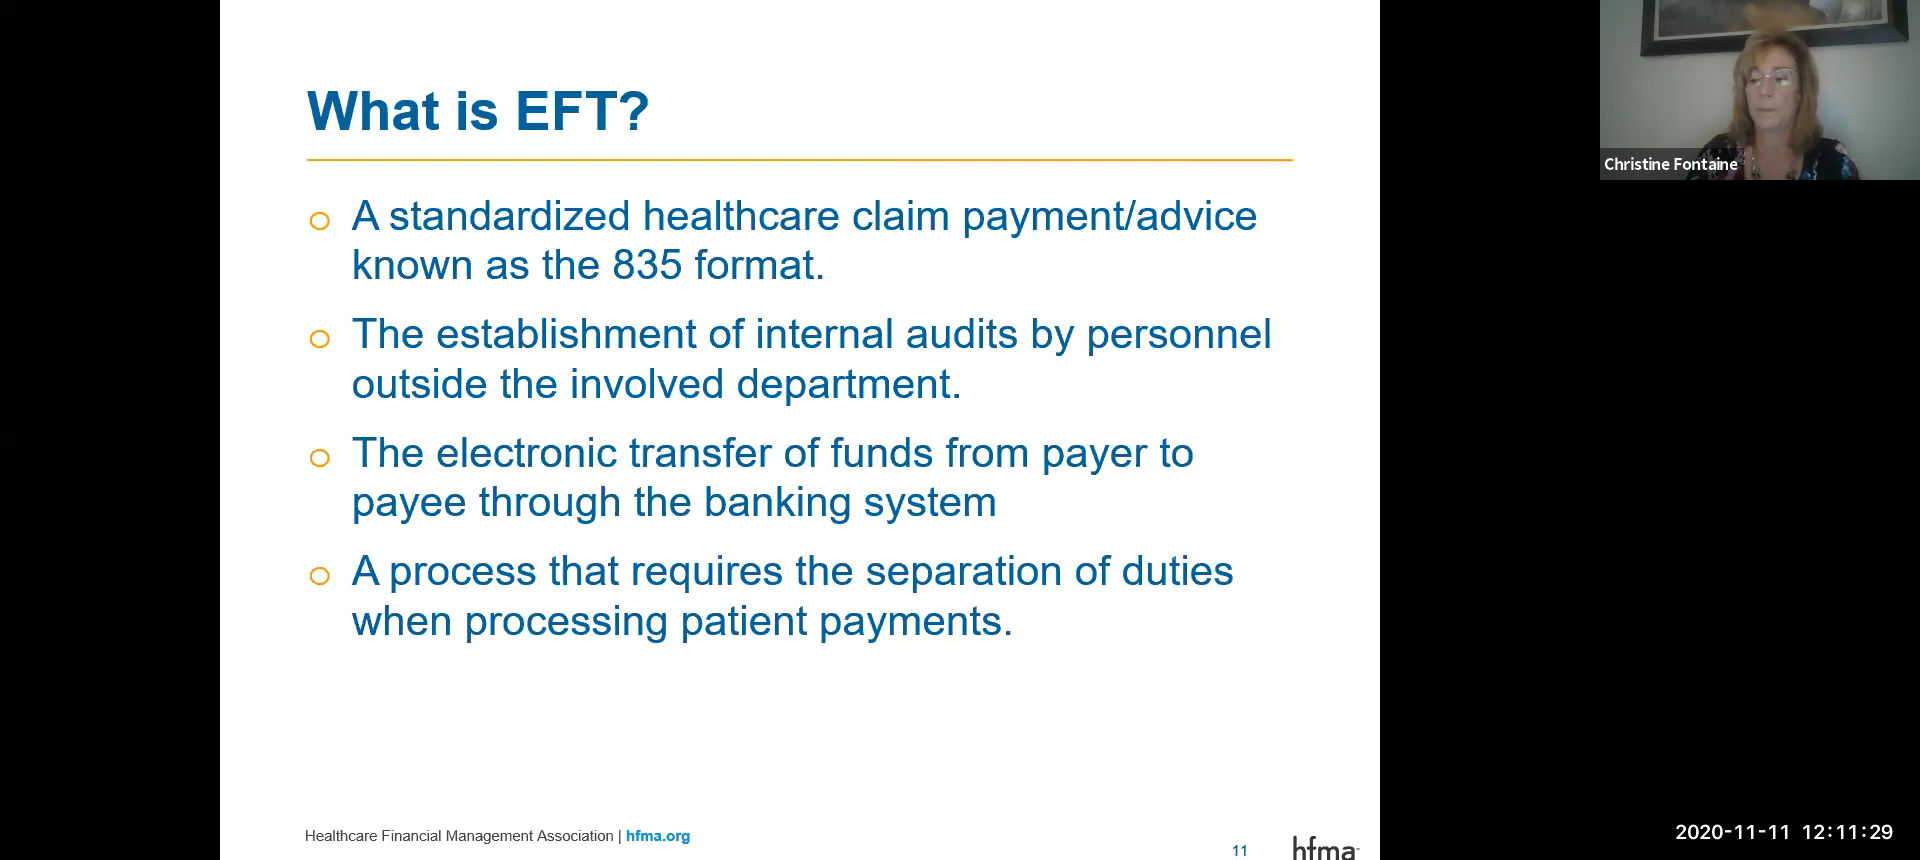 What is EFT?
A standardized healthcare claim payment/advice
known as the 835 format.
The establishment of internal audits by personnel
outside the involved department.
The electronic transfer of funds from payer to
payee through the banking system
A process that requires the separation of duties
when processing patient payments.
Healthcare Financial Management Association | hfma.org
11
hfma
Christine Fontaine
2020-11-11 12:11:29